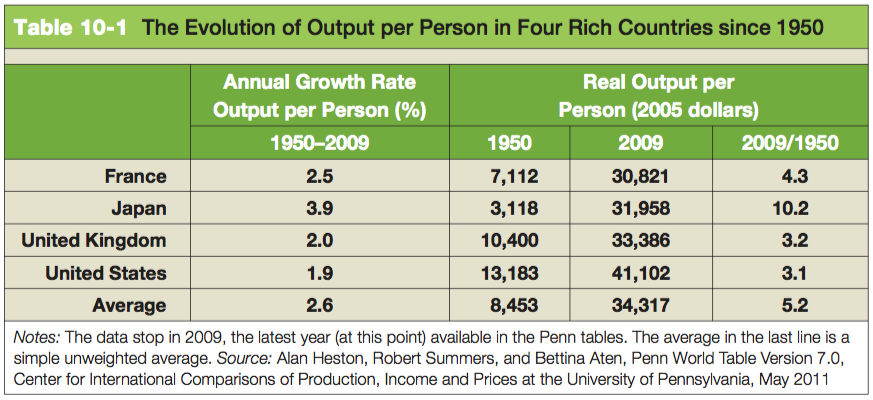 Table 10-1 The Evolution of Output per Person in Four Rich Countries since 1950
Annual Growth Rate
Output per Person (%)
Real Output per
Person (2005 dollars)
1950–2009 1950 2009 2009/1950
France 2.5 7,112 30,821 4.3
Japan 3.9 3,118 31,958 10.2
United Kingdom 2.0 10,400 33,386 3.2
United States 1.9 13,183 41,102 3.1
Average 2.6 8,453 34,317 5.2
Notes: The data stop in 2009, the latest year (at this point) available in the Penn tables. The average in the last line is a
simple unweighted average. Source: Alan Heston, Robert Summers, and Bettina Aten, Penn World Table Version 7.0,
Center for International Comparisons of Production, Income and Prices at the University of Pennsylvania, May 2011